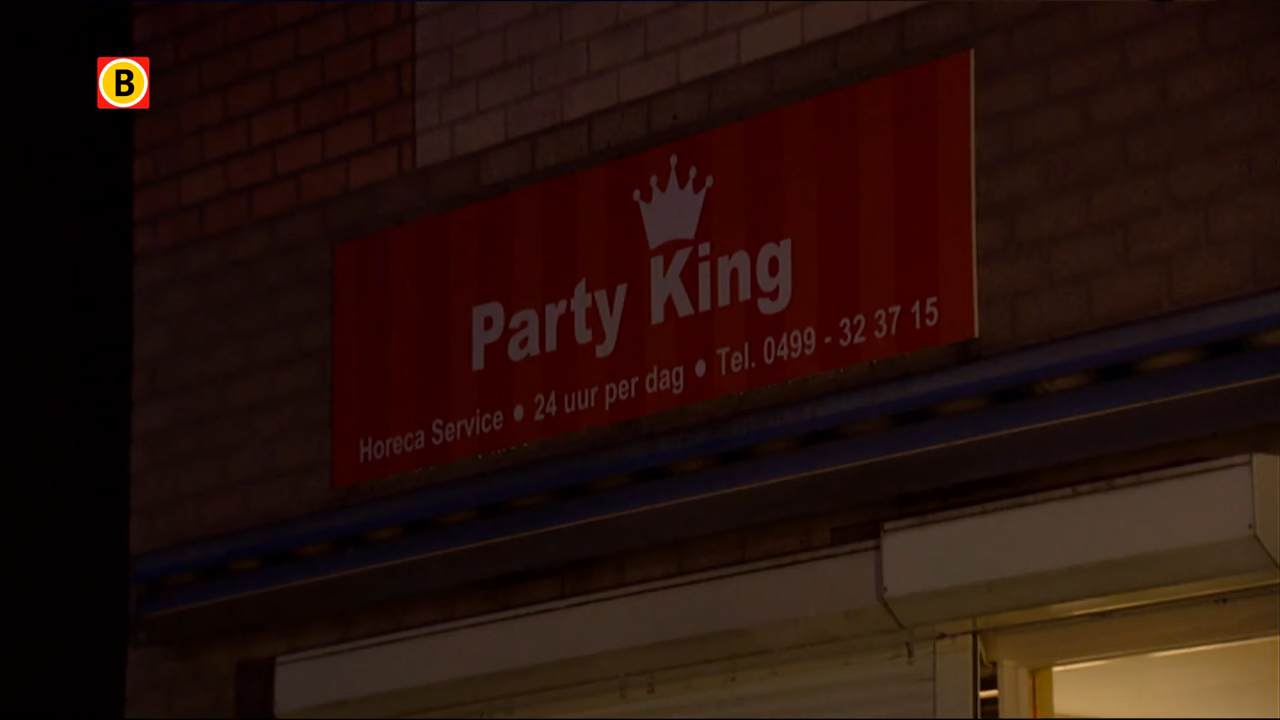 B
Party King
Horeca Service • 24 uur per dag • Tel. 0499 - 32 37 15